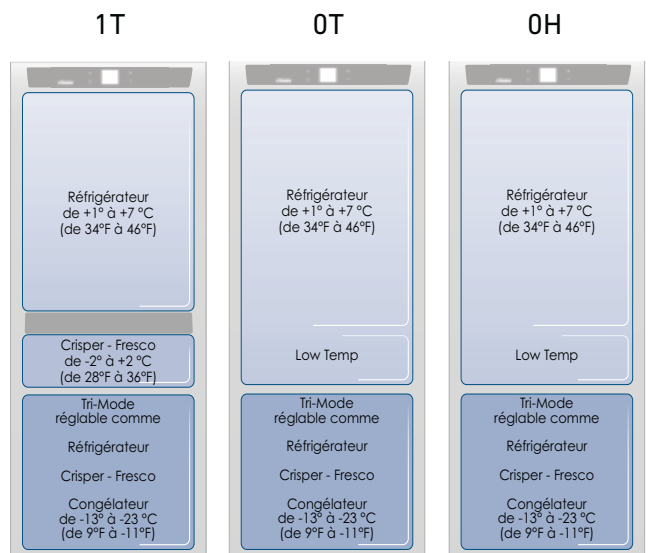 1T
Réfrigérateur
de +1° à +7 °C
(de 34°F à 46°F)
Crisper - Fresco
de -2° à +2 °C
(de 28°F à 36°F)
Tri-Mode
réglable comme
Réfrigérateur
Crisper - Fresco
Congélateur
de -13° à -23 °C
(de 9°F à -11°F)
0T
Réfrigérateur
de +1° à +7 °C
(de 34°F à 46°F)
Low Temp
Tri-Mode
réglable comme
Réfrigérateur
Crisper - Fresco
Congélateur
de -13° à -23 °C
(de 9°F à -11°F)
0H
Réfrigérateur
de +1° à +7 °C
(de 34°F à 46°F)
Low Temp
Tri-Mode
réglable comme
Réfrigérateur
Crisper - Fresco
Congélateur
de -13° à -23 °C
(de 9°F à -11°F)